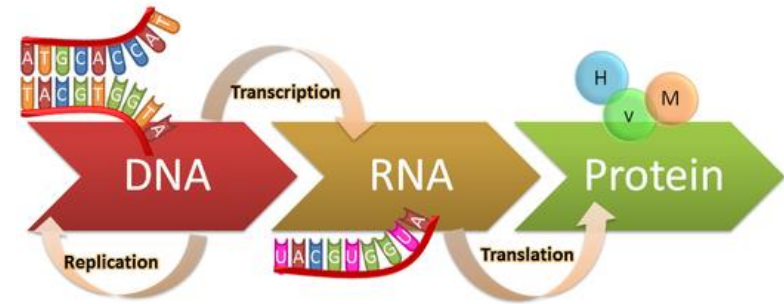 ATGCACCAT
TACGTGGTA
Transcription
H
V
M
DNA
RNA
Protein
Replication
UACGUGGUA
Translation